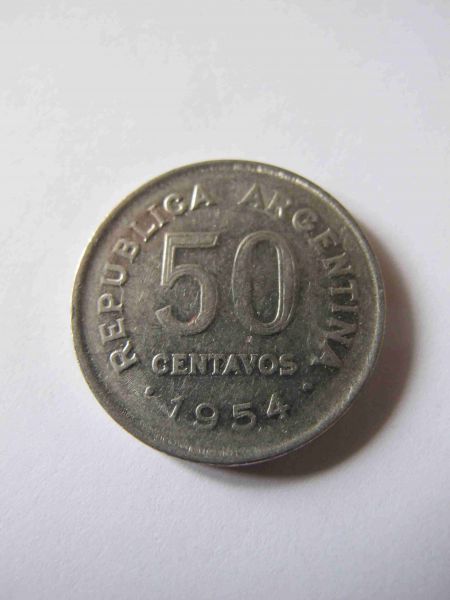 REPUBLICA ARGENTINA
50
CENTAVOS
· 1954 ·